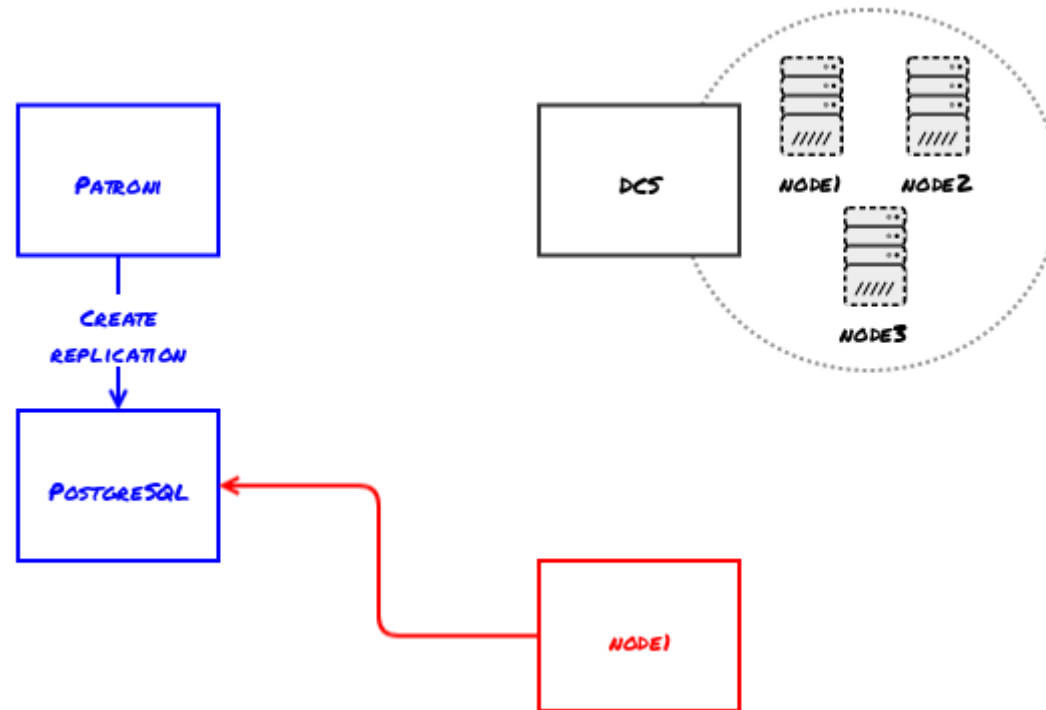 Patroni
DCS
node1
node2
node3
Create
replication
PostgreSQL
node1